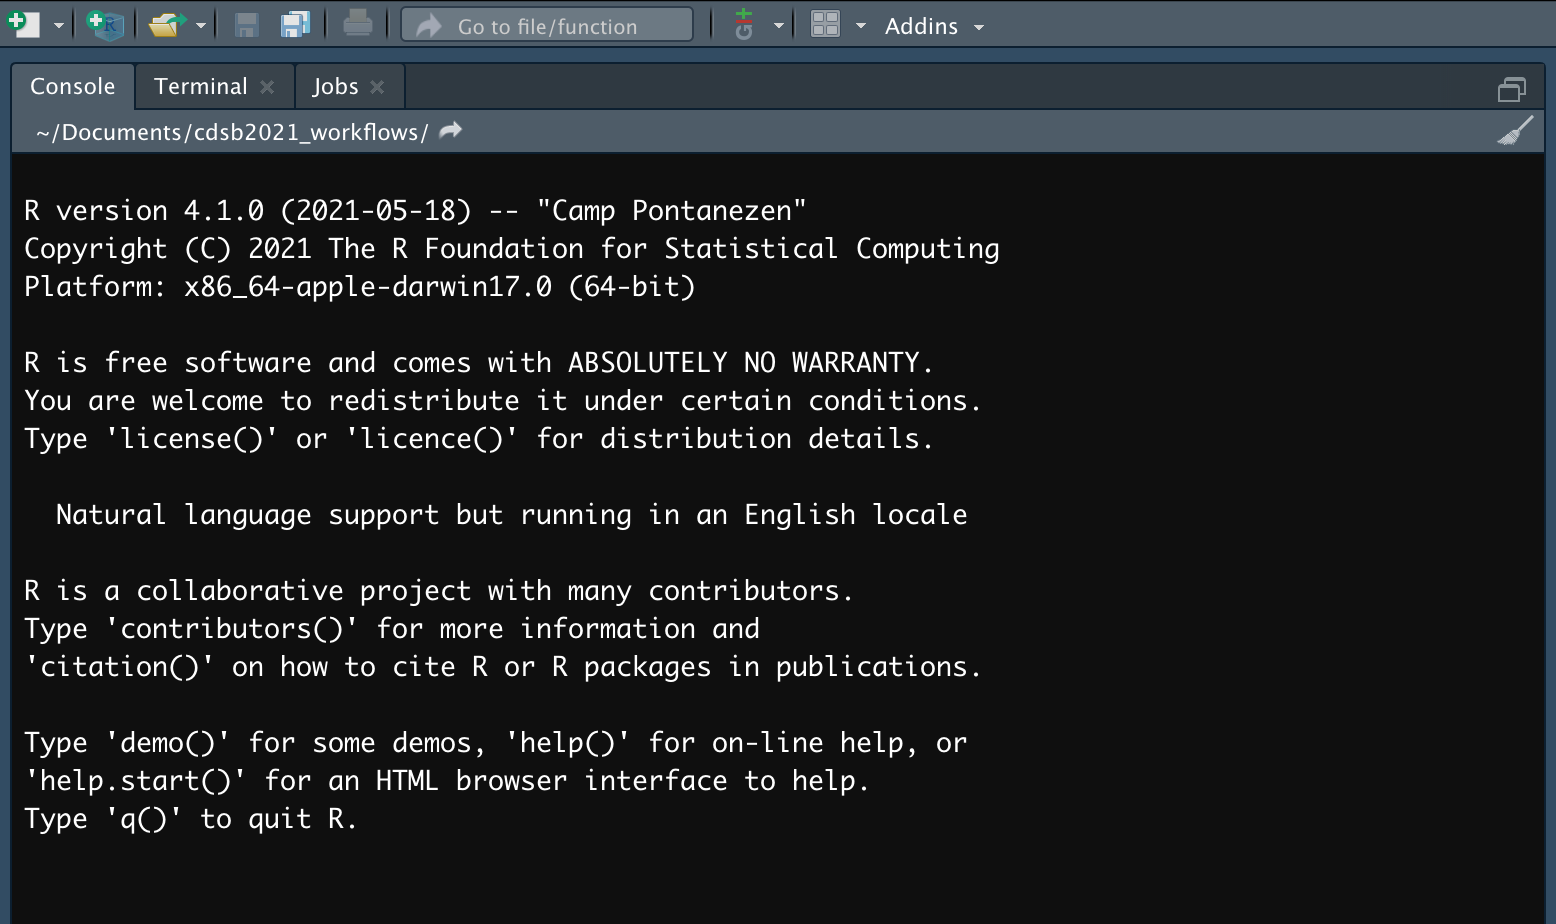 Go to file/function
Git
Addins
Console
Terminal
Jobs
~/Documents/cdsb2021_workflows/
R version 4.1.0 (2021-05-18) -- "Camp Pontanezen"
Copyright (C) 2021 The R Foundation for Statistical Computing
Platform: x86_64-apple-darwin17.0 (64-bit)
R is free software and comes with ABSOLUTELY NO WARRANTY.
You are welcome to redistribute it under certain conditions.
Type 'license()' or 'licence()' for distribution details.
Natural language support but running in an English locale
R is a collaborative project with many contributors.
Type 'contributors()' for more information and
'citation()' on how to cite R or R packages in publications.
Type 'demo()' for some demos, 'help()' for on-line help, or
'help.start()' for an HTML browser interface to help.
Type 'q()' to quit R.